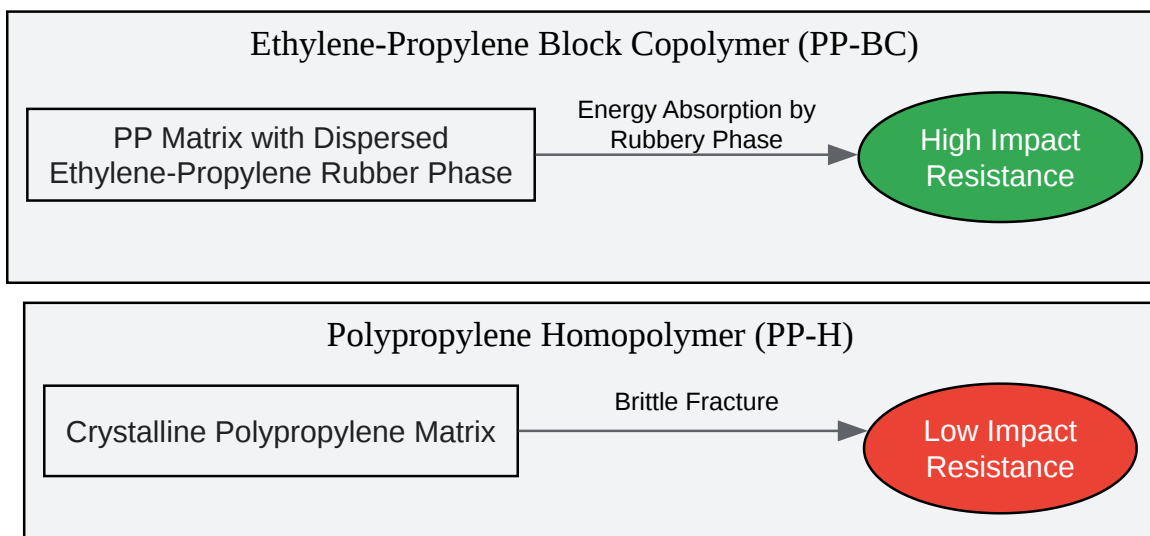 Ethylene-Propylene Block Copolymer (PP-BC)
PP Matrix with Dispersed
Ethylene-Propylene Rubber Phase
Energy Absorption by
Rubbery Phase
High Impact
Resistance
Polypropylene Homopolymer (PP-H)
Crystalline Polypropylene Matrix
Brittle Fracture
Low Impact
Resistance